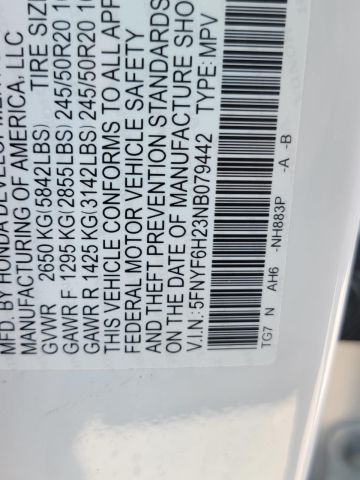 MFD. BY HONDA DEVELOPMENT
MANUFACTURING OF AMERICA, LLC
TIRE SIZE
GVWR 2650 KG(5842LBS)
GAWR F: 1295 KG(2855LBS) 245/50R20
GAWR R: 1425 KG(3142LBS) 245/50R20
THIS VEHICLE CONFORMS TO ALL APP
FEDERAL MOTOR VEHICLE SAFETY
AND THEFT PREVENTION STANDARDS
ON THE DATE OF MANUFACTURE SHO
V.I.N.: 5FNYF6H23NB079442 TYPE: MPV
TG7 N AH6 -NH883P -A -B